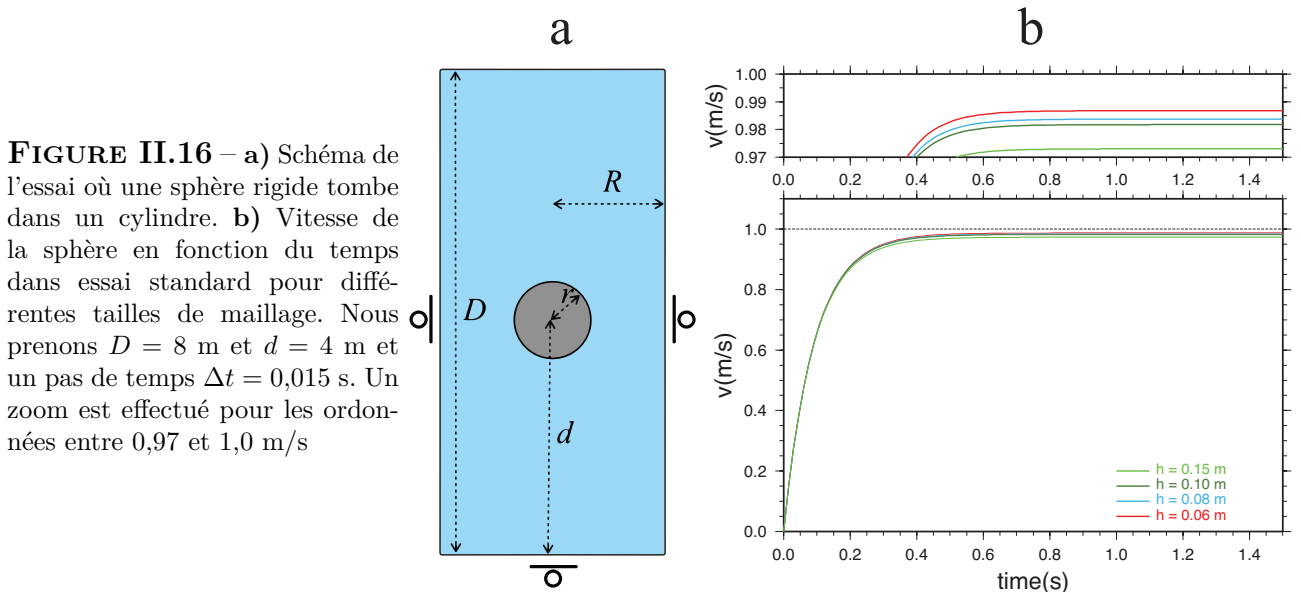 FIGURE II.16 – a) Schéma de
l'essai où une sphère rigide tombe
dans un cylindre. b) Vitesse de
la sphère en fonction du temps
dans essai standard pour diffé-
rentes tailles de maillage. Nous
prenons D = 8 m et d = 4 m et
un pas de temps Δt = 0,015 s. Un
zoom est effectué pour les ordon-
nées entre 0,97 et 1,0 m/s
a
R
r
D
d
b
v(m/s)
1.00
0.99
0.98
0.97
0.0 0.2 0.4 0.6 0.8 1.0 1.2 1.4
v(m/s)
1.0
0.8
0.6
0.4
0.2
0.0
h = 0.15 m
h = 0.10 m
h = 0.08 m
h = 0.06 m
0.0 0.2 0.4 0.6 0.8 1.0 1.2 1.4
time(s)